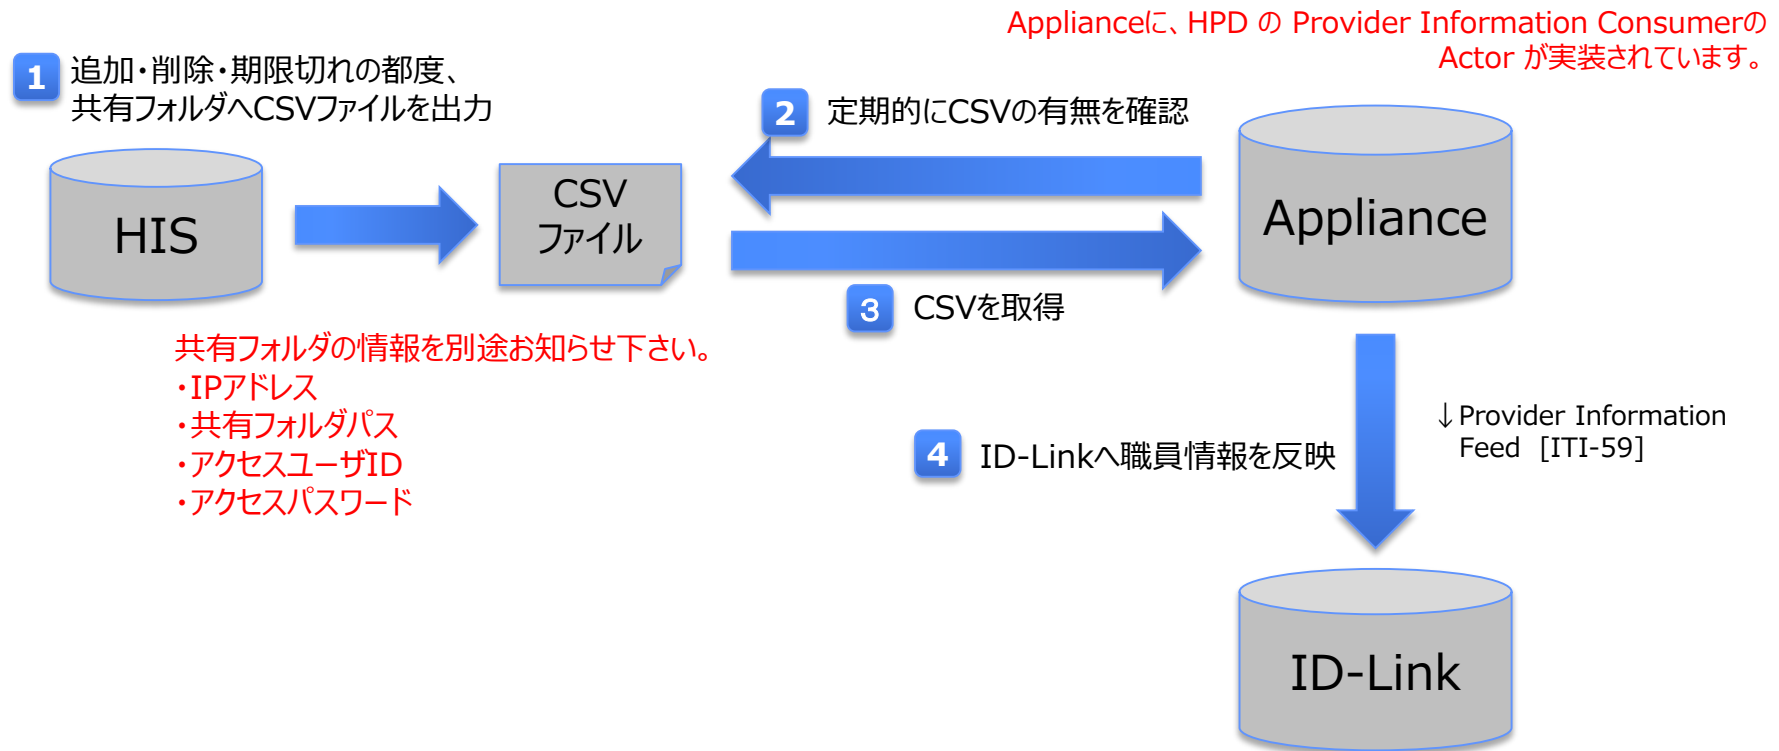 Applianceに、HPD の Provider Information Consumerの
Actor が実装されています。
1 追加・削除・期限切れの都度、
共有フォルダへCSVファイルを出力
2 定期的にCSVの有無を確認
HIS
CSV
ファイル
Appliance
3 CSVを取得
共有フォルダの情報を別途お知らせ下さい。
・IPアドレス
・共有フォルダパス
・アクセスユーザID
・アクセスパスワード
4 ID-Linkへ職員情報を反映
↓Provider Information
Feed [ITI-59]
ID-Link